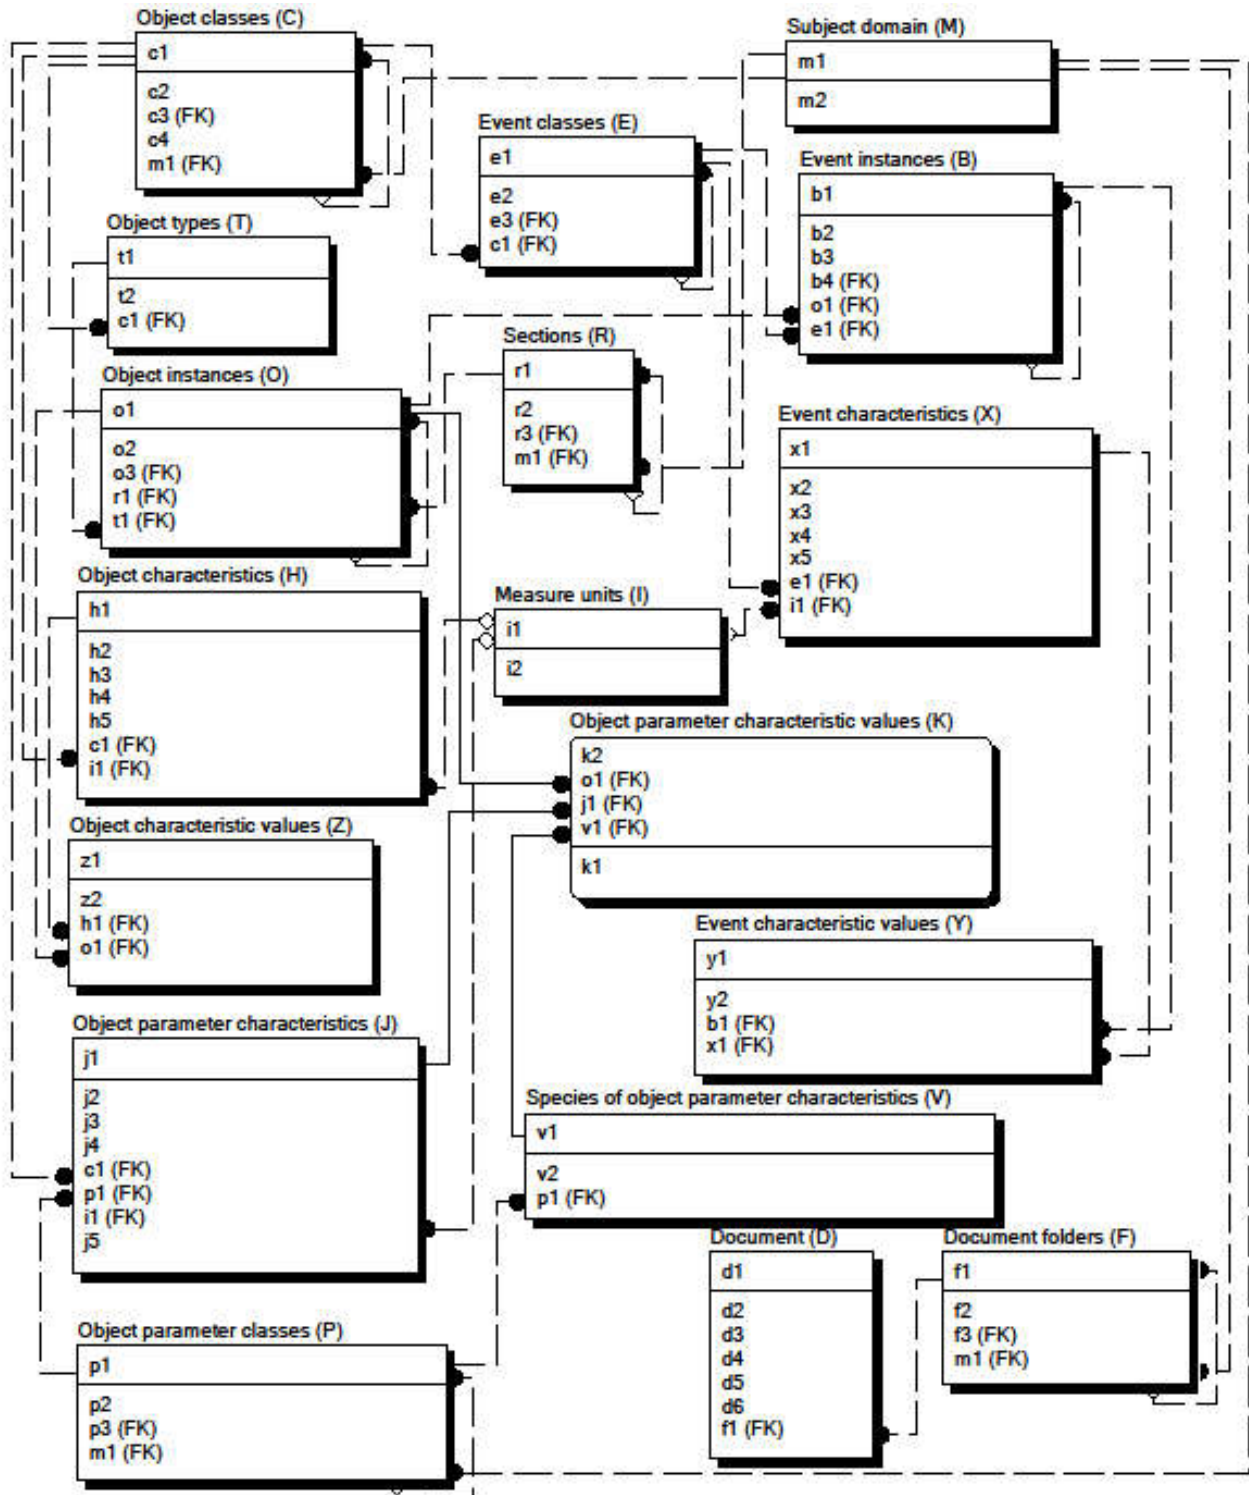 Object classes (C)
c1
c2
c3 (FK)
c4
m1 (FK)
Subject domain (M)
m1
m2
Event classes (E)
e1
e2
e3 (FK)
c1 (FK)
Event instances (B)
b1
b2
b3
b4 (FK)
o1 (FK)
e1 (FK)
Object types (T)
t1
t2
c1 (FK)
Sections (R)
r1
r2
r3 (FK)
m1 (FK)
Object instances (O)
o1
o2
o3 (FK)
r1 (FK)
t1 (FK)
Event characteristics (X)
x1
x2
x3
x4
x5
e1 (FK)
i1 (FK)
Object characteristics (H)
h1
h2
h3
h4
h5
c1 (FK)
i1 (FK)
Measure units (I)
i1
i2
Object parameter characteristic values (K)
k2
o1 (FK)
j1 (FK)
v1 (FK)
k1
Object characteristic values (Z)
z1
z2
h1 (FK)
o1 (FK)
Event characteristic values (Y)
y1
y2
b1 (FK)
x1 (FK)
Object parameter characteristics (J)
j1
j2
j3
j4
c1 (FK)
p1 (FK)
i1 (FK)
j5
Species of object parameter characteristics (V)
v1
v2
p1 (FK)
Document (D)
d1
d2
d3
d4
d5
d6
f1 (FK)
Document folders (F)
f1
f2
f3 (FK)
m1 (FK)
Object parameter classes (P)
p1
p2
p3 (FK)
m1 (FK)